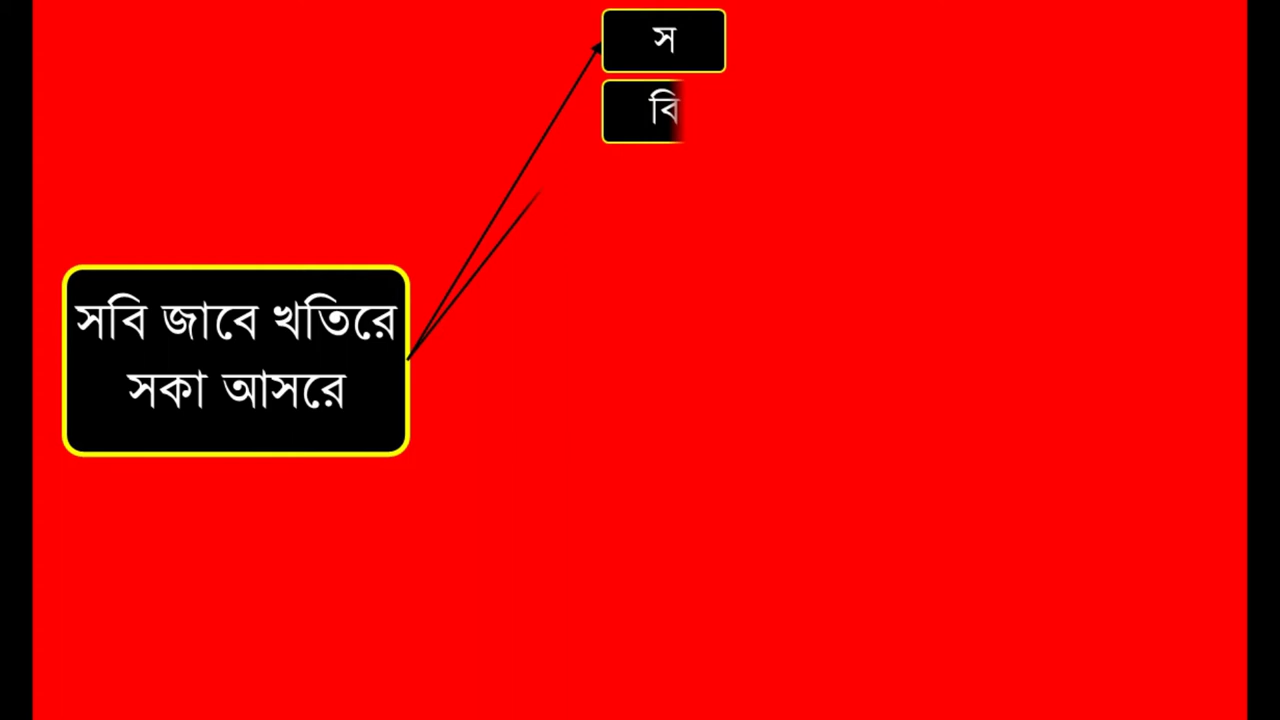 স
বি
সবি জাবে খতিরে
সকা আসরে